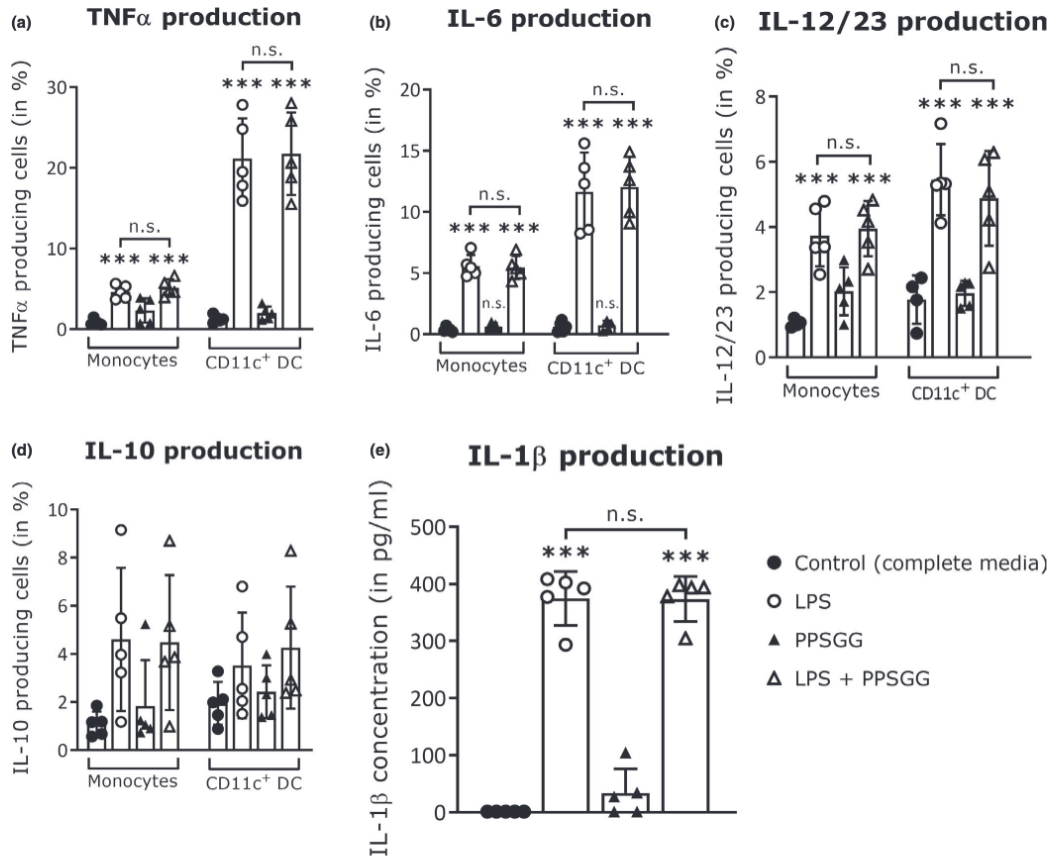 (a) TNFα production
n.s.
*** ***
n.s.
*** ***
TNFα producing cells (in %)
30
20
10
0
Monocytes
CD11c⁺ DC
(b) IL-6 production
n.s.
*** ***
n.s.
*** ***
n.s.
n.s.
IL-6 producing cells (in %)
20
15
10
5
0
Monocytes
CD11c⁺ DC
(c) IL-12/23 production
n.s.
*** ***
n.s.
*** ***
IL-12/23 producing cells (in %)
8
6
4
2
0
Monocytes
CD11c⁺ DC
(d) IL-10 production
IL-10 producing cells (in %)
10
8
6
4
2
0
Monocytes
CD11c⁺ DC
(e) IL-1β production
n.s.
*** ***
IL-1β concentration (in pg/ml)
500
400
300
200
100
0
Control (complete media)
LPS
PPSGG
LPS + PPSGG